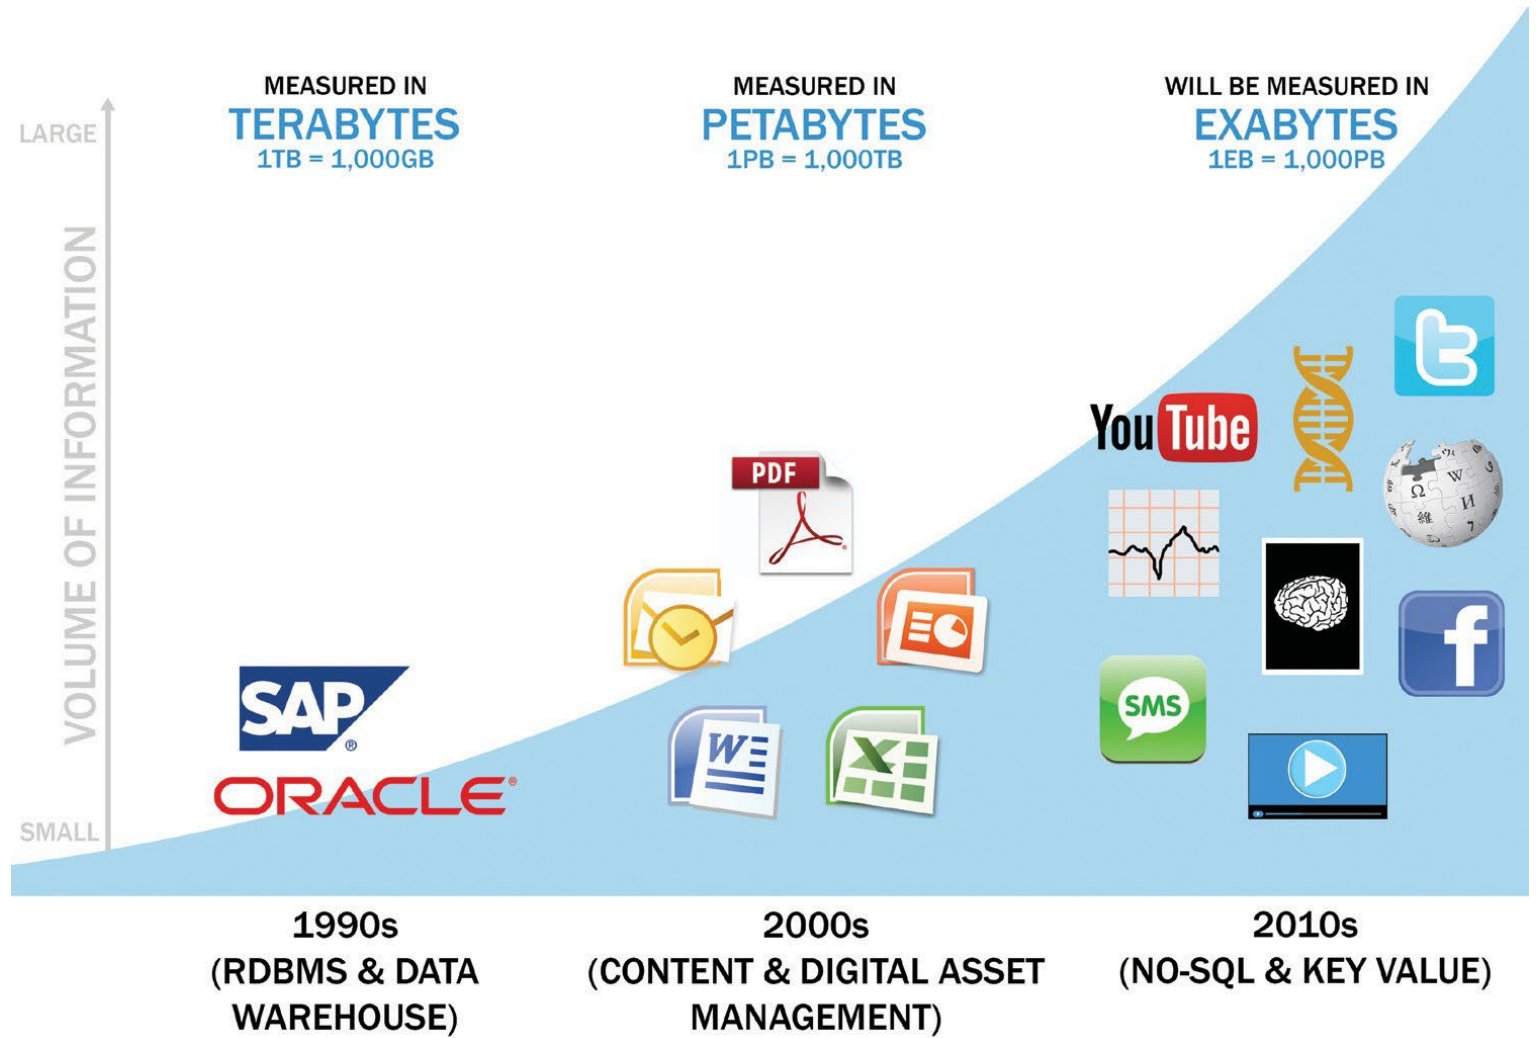 MEASURED IN
TERABYTES
1TB = 1,000GB
MEASURED IN
PETABYTES
1PB = 1,000TB
WILL BE MEASURED IN
EXABYTES
1EB = 1,000PB
LARGE
VOLUME OF INFORMATION
SMALL
SAP®
ORACLE®
PDF
W
X
YouTube
t
Ω W
維 И
7
f
SMS
1990s
(RDBMS & DATA
WAREHOUSE)
2000s
(CONTENT & DIGITAL ASSET
MANAGEMENT)
2010s
(NO-SQL & KEY VALUE)